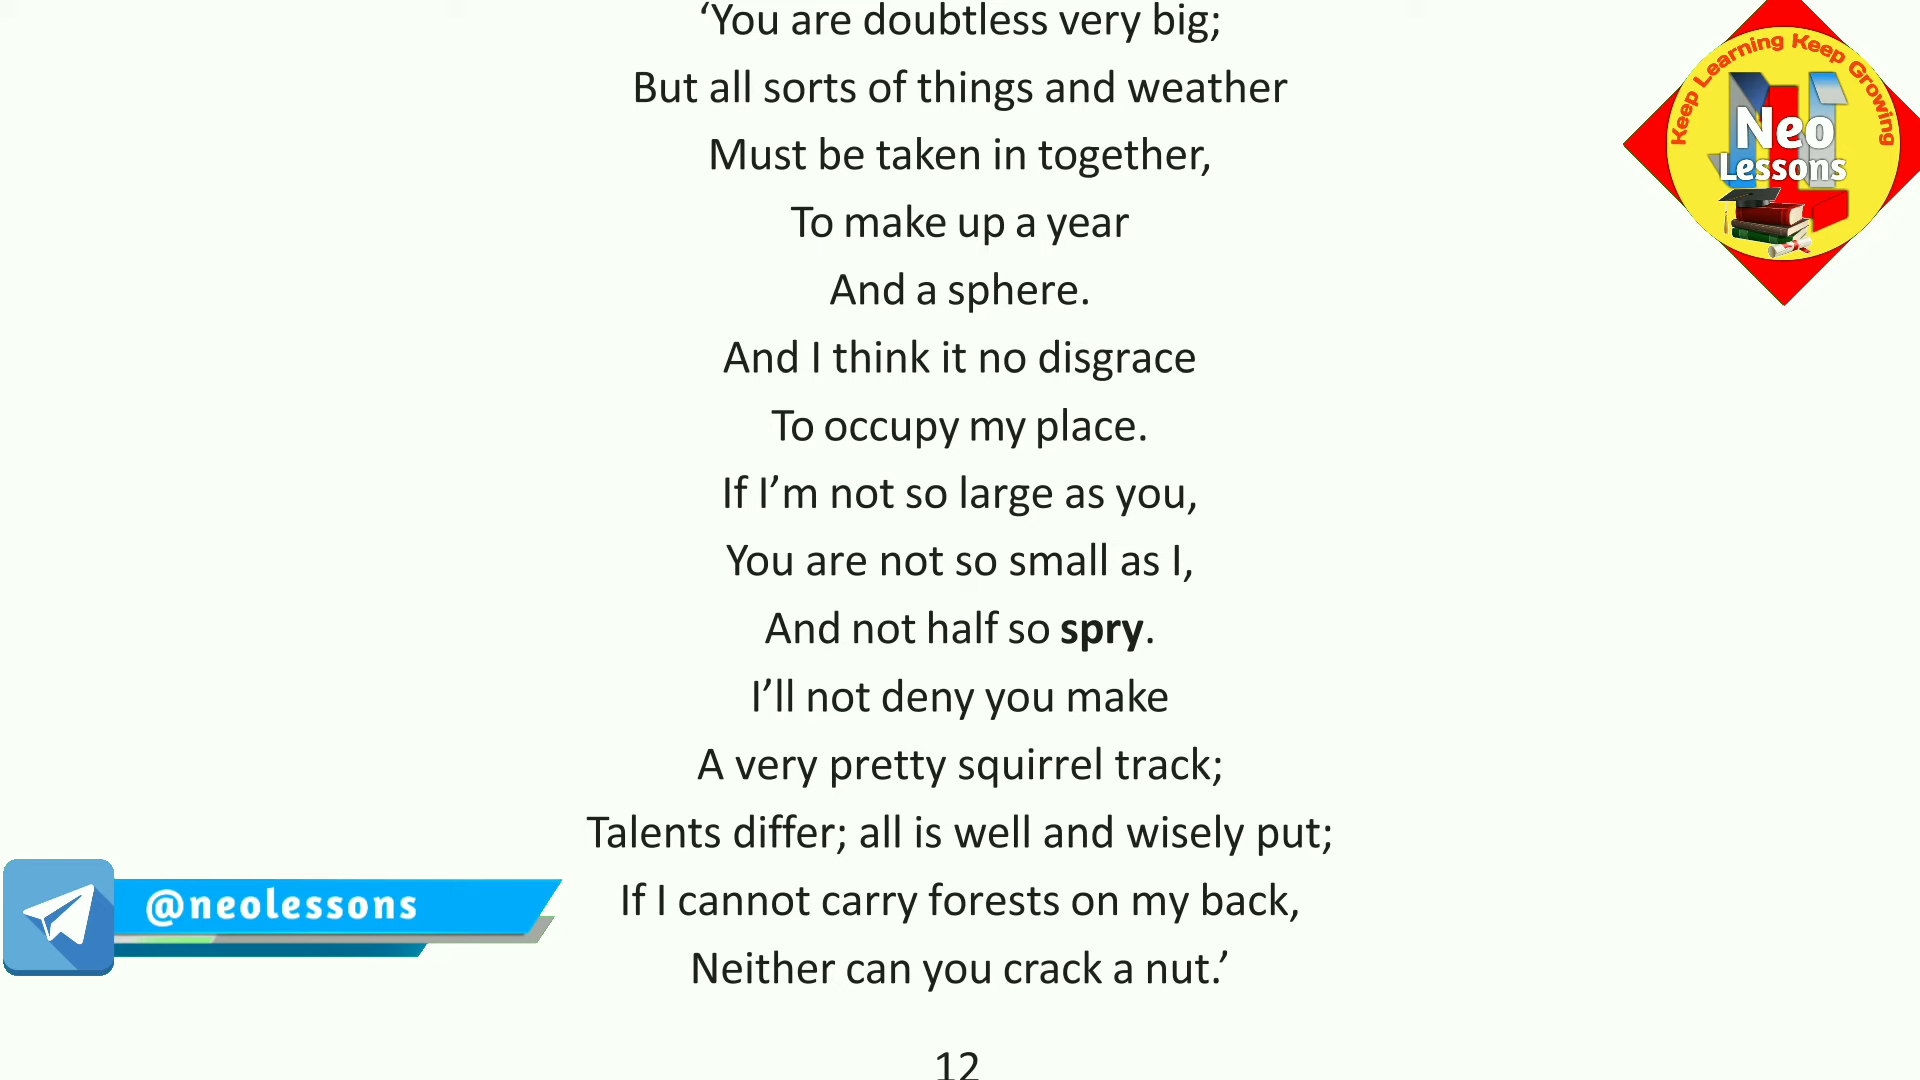 ‘You are doubtless very big;
But all sorts of things and weather
Must be taken in together,
To make up a year
And a sphere.
And I think it no disgrace
To occupy my place.
If I’m not so large as you,
You are not so small as I,
And not half so spry.
I’ll not deny you make
A very pretty squirrel track;
Talents differ; all is well and wisely put;
If I cannot carry forests on my back,
Neither can you crack a nut.’
12
Keep Learning Keep Growing
Neo
Lessons
@neolessons